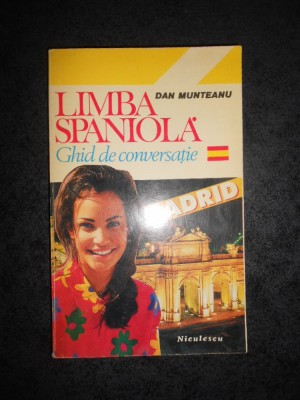 DAN MUNTEANU
LIMBA
SPANIOLĂ
Ghid de conversație
MADRID
Niculescu